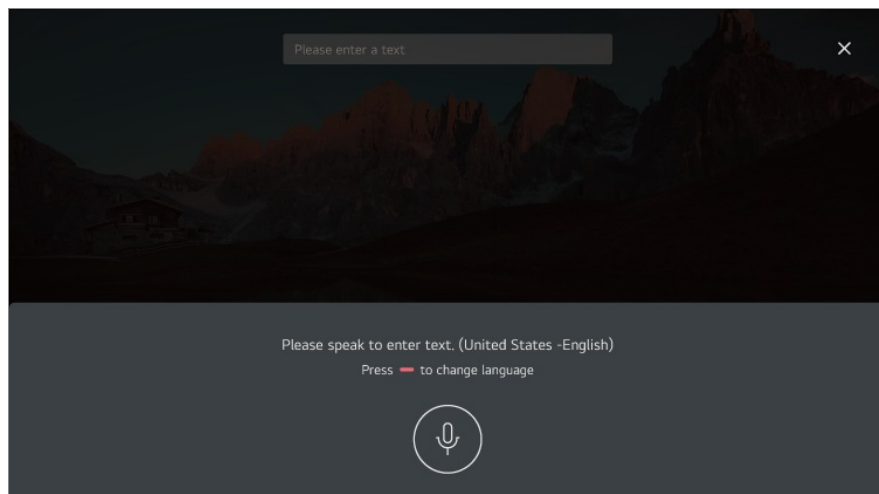 Please enter a text
Please speak to enter text. (United States -English)
Press to change language